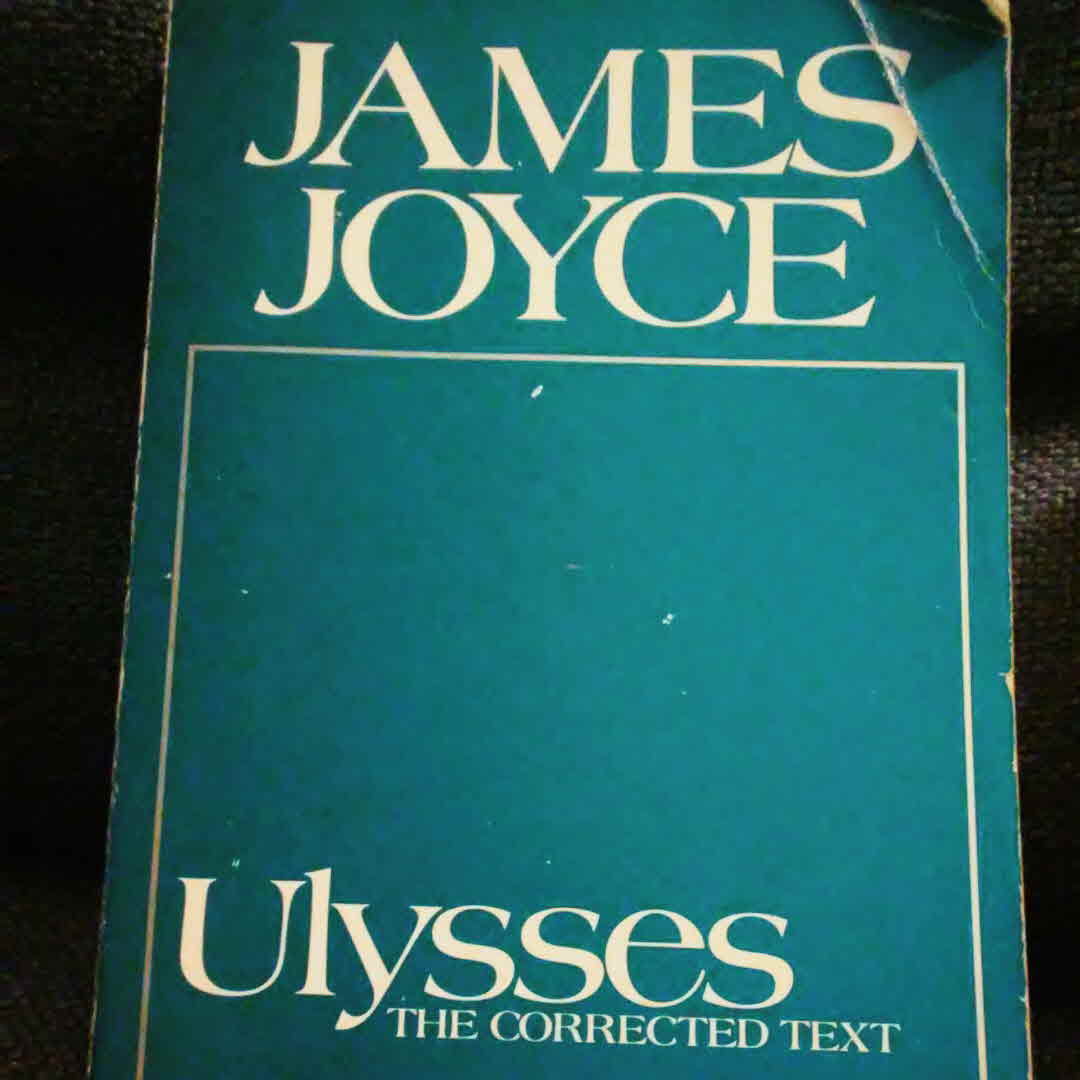 JAMES
JOYCE
Ulysses
THE CORRECTED TEXT